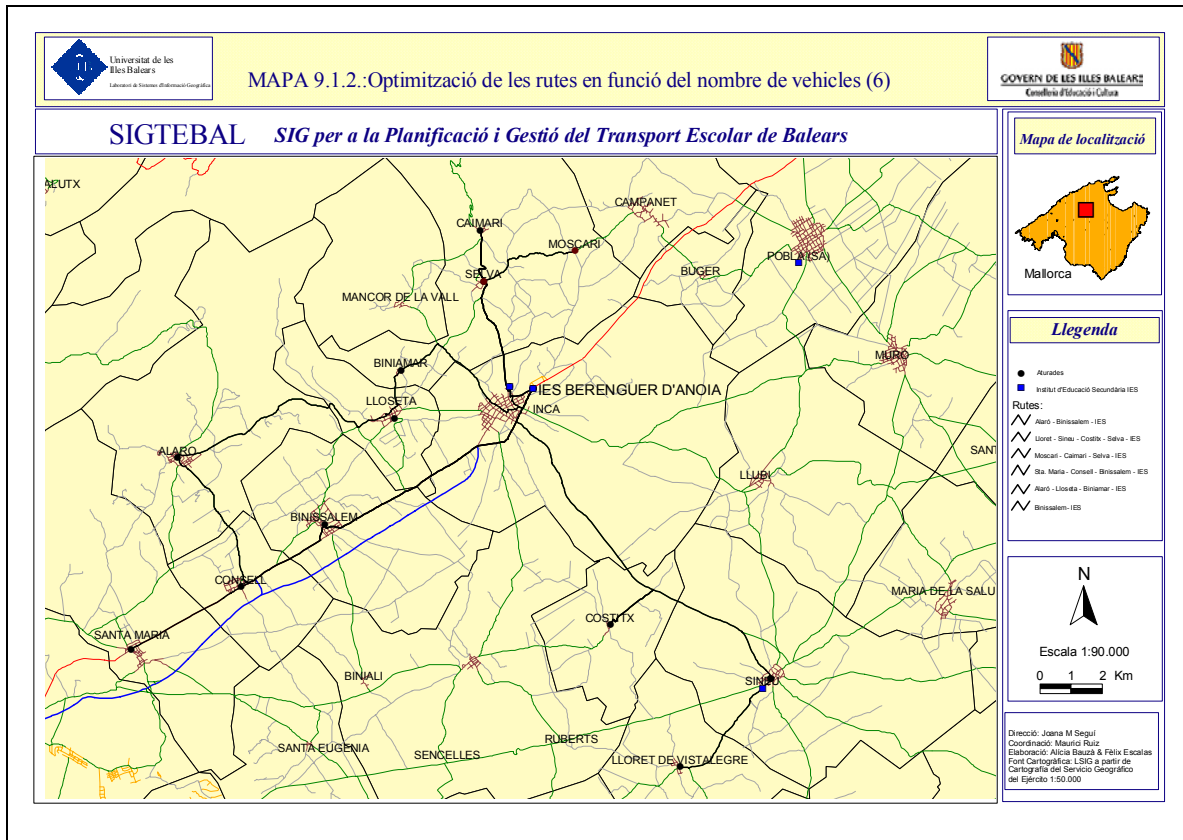 Universitat de les
Illes Balears
Laboratori de Sistemes d'Informació Geogràfica
MAPA 9.1.2.:Optimització de les rutes en funció del nombre de vehicles (6)
GOVERN DE LES ILLES BALEARS
Conselleria d'Educació i Cultura
SIGTEBAL SIG per a la Planificació i Gestió del Transport Escolar de Balears
Mapa de localització
Mallorca
ALUTX
CAMPANET
CAIMARI
MOSCARI
POBLA (SA)
SELVA
BUGER
MANCOR DE LA VALL
MURO
BINIAMAR
IES BERENGUER D'ANOIA
LLOSETA
INCA
ALARO
SANT
LLUBI
BINISSALEM
CONSELL
MARIA DE LA SALU
COSTITX
SANTA MARIA
BINIALI
SINEU
RUBERTS
SANTA EUGENIA
SENCELLES
LLORET DE VISTALEGRE
Llegenda
Aturades
Institut d'Educació Secundària IES
Rutes:
Alaró - Binissalem - IES
Lloret - Sineu - Costitx - Selva - IES
Moscari - Caimari - Selva - IES
Sta. Maria - Consell - Binissalem - IES
Alaró - Lloseta - Biniamar - IES
Binissalem- IES
N
Escala 1:90.000
0 1 2 Km
Direcció: Joana M Seguí
Coordinació: Maurici Ruiz
Elaboració: Alícia Bauzà & Fèlix Escalas
Font Cartogràfica: LSIG a partir de
Cartografía del Servicio Geográfico
del Ejército 1:50.000